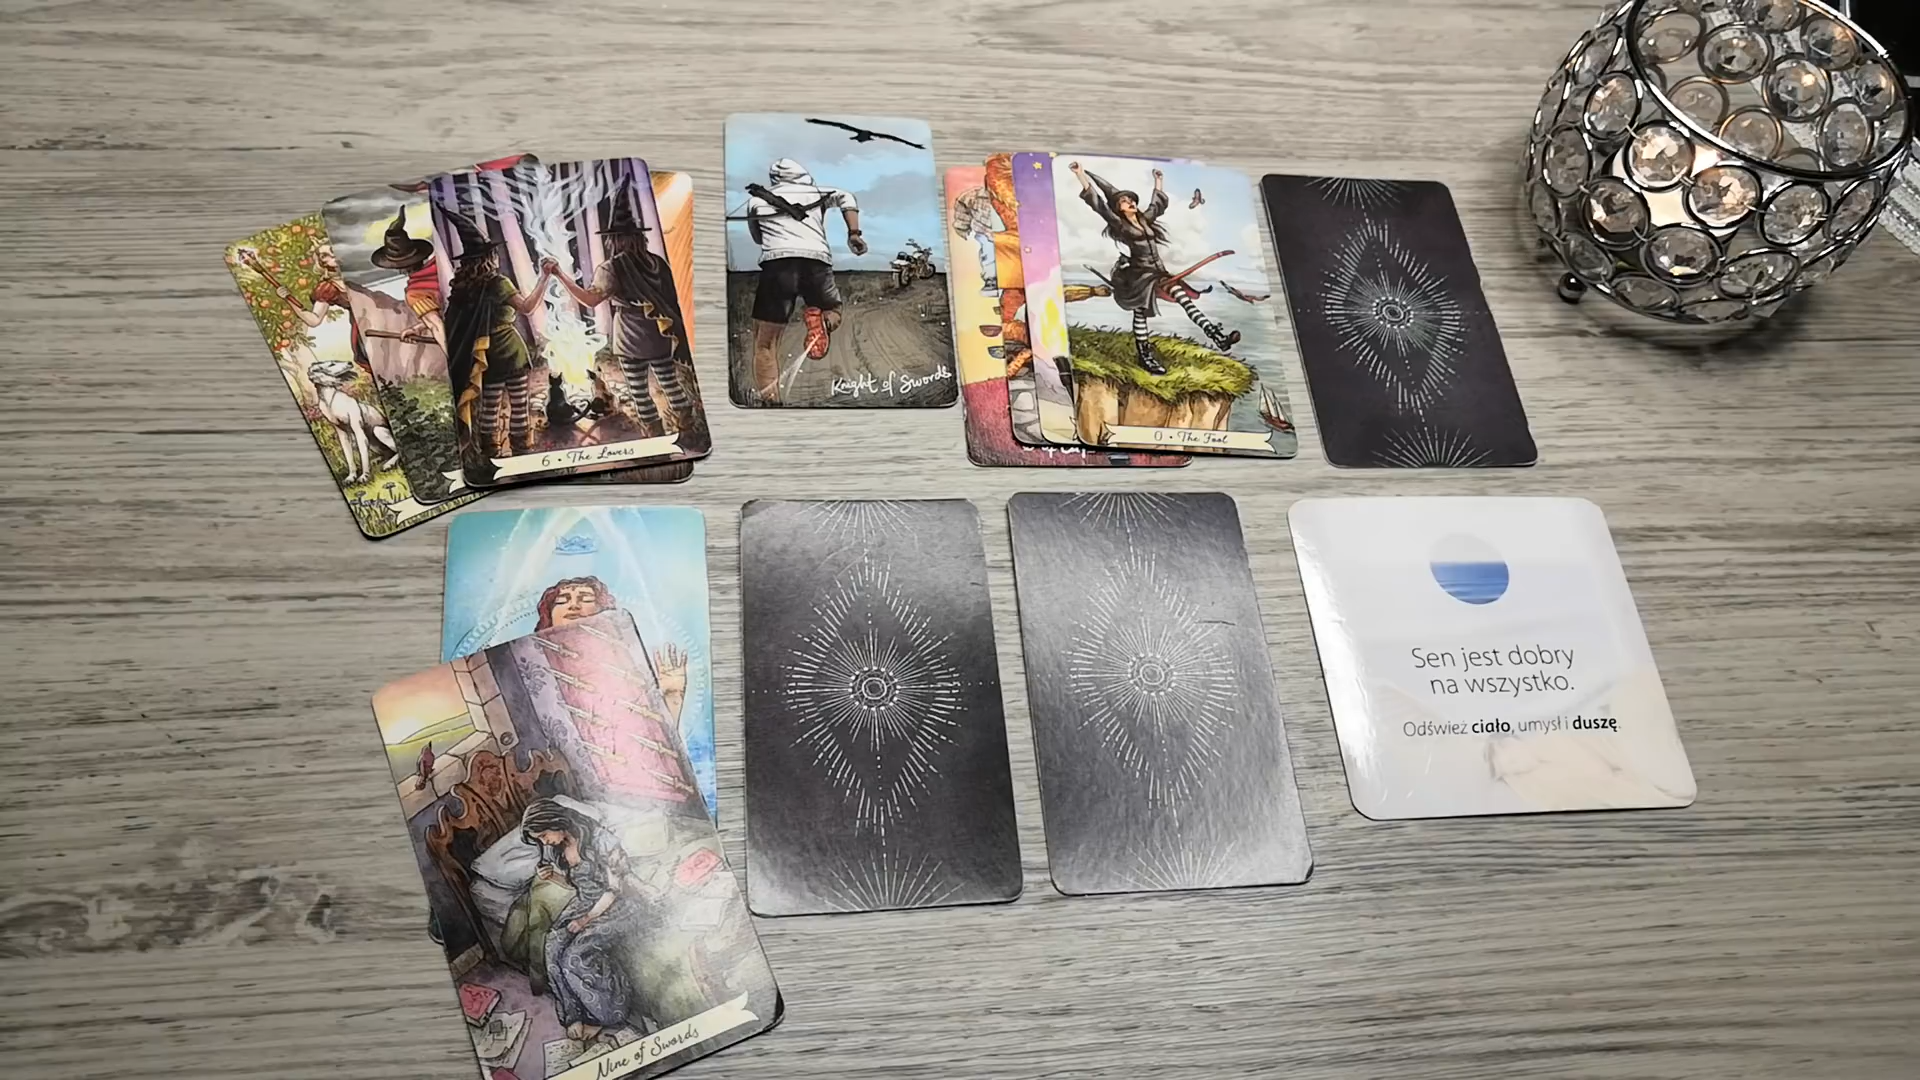 Knight of Swords
6 • The Lovers
0 • The Fool
Sen jest dobry
na wszystko.
Odśwież ciało, umysł i duszę.
Nine of Swords